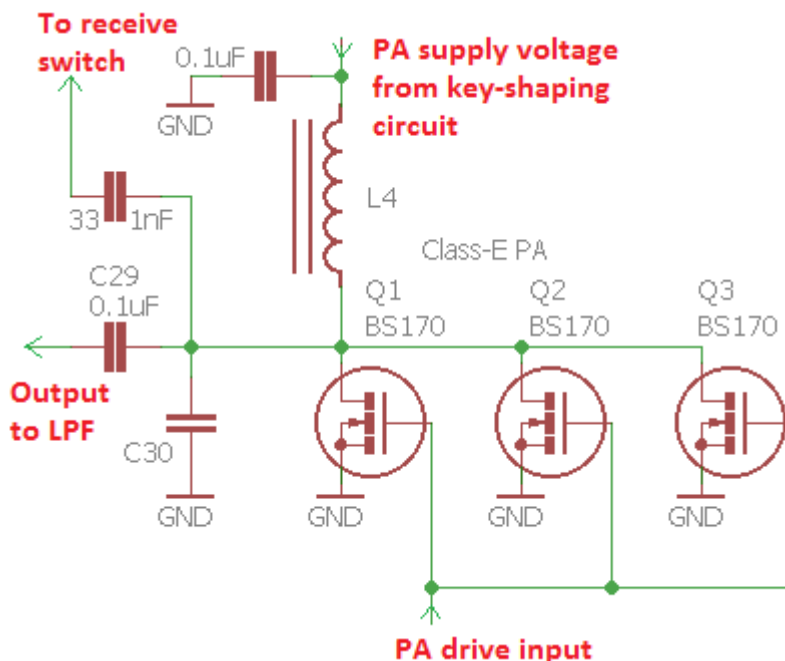 To receive
switch
0.1uF
PA supply voltage
from key-shaping
circuit
GND
L4
33
1nF
Class-E PA
C29
0.1uF
Q1
BS170
Q2
BS170
Q3
BS170
Output
to LPF
C30
GND
GND
GND
GND
PA drive input